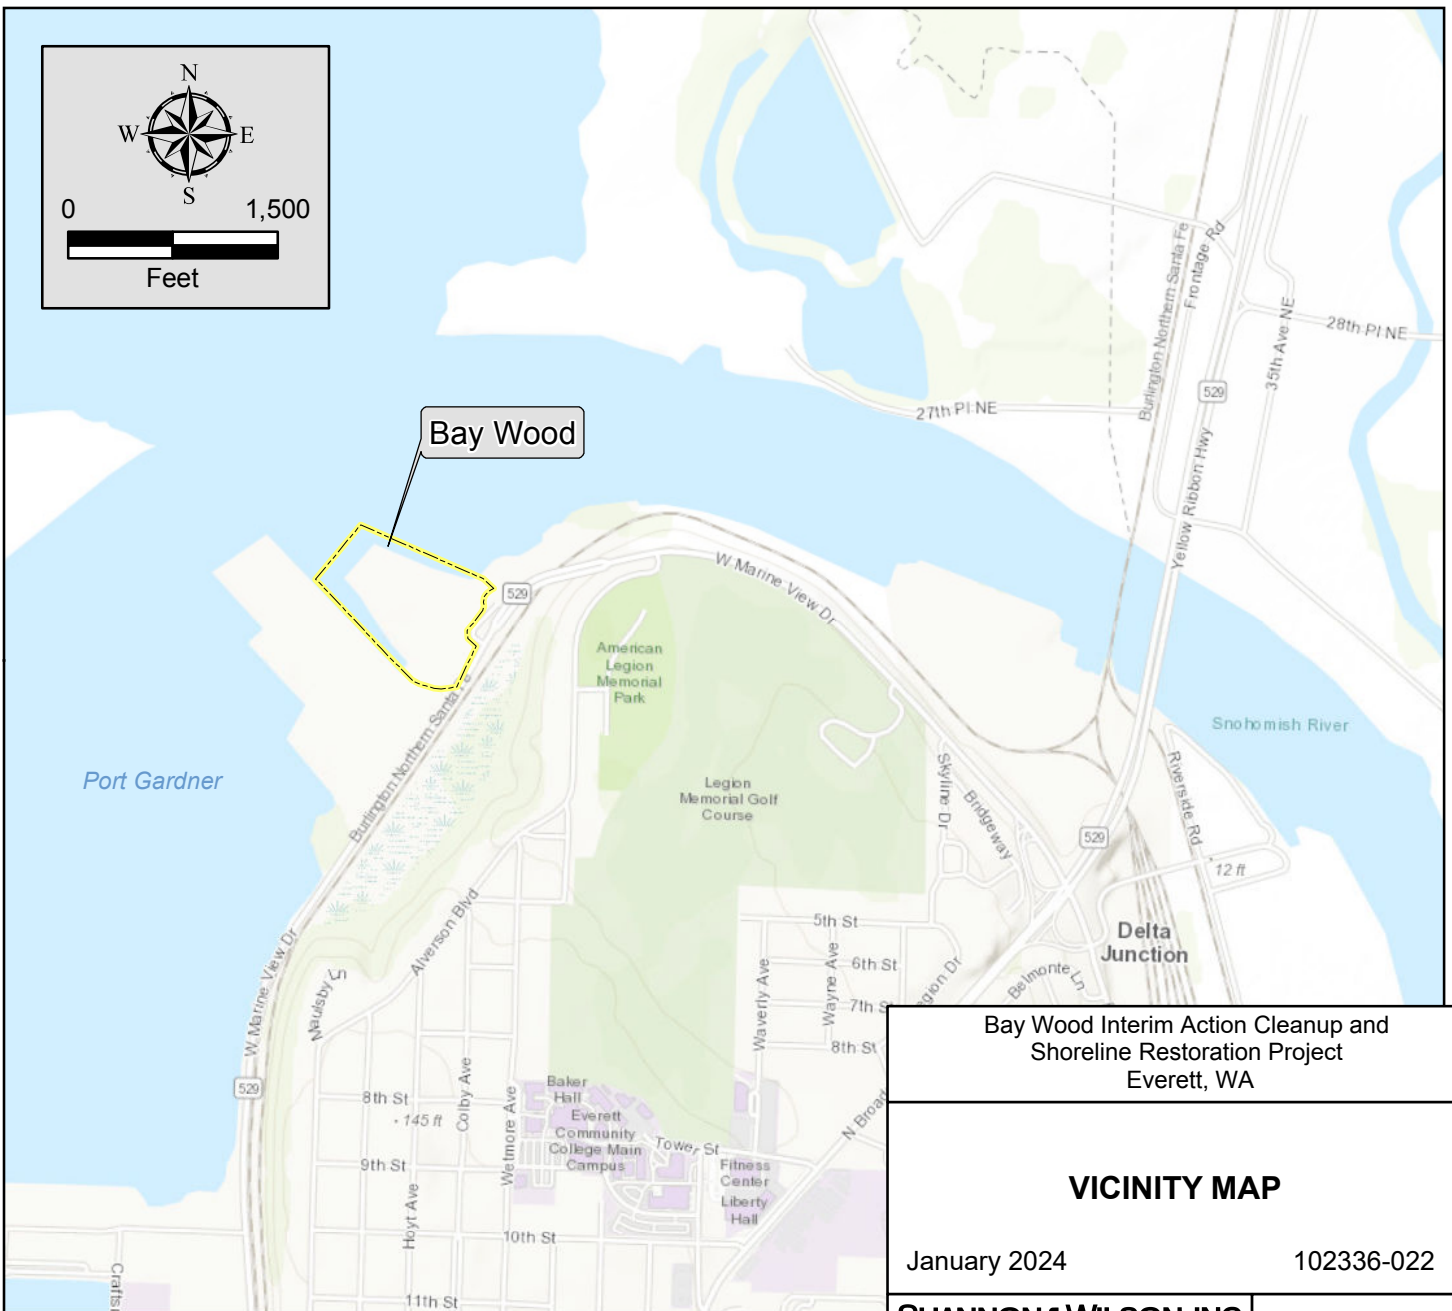 N
W
E
S
0
1,500
Feet
Bay Wood
Burlington Northern Santa Fe
Frontage Rd
28th Pl NE
35th Ave NE
529
27th Pl NE
Yellow Ribbon Hwy
529
W Marine View Dr
American
Legion
Memorial
Park
Snohomish River
Port Gardner
Burlington Northern Santa
Legion
Memorial Golf
Course
Skyline Dr
Bridgeway
Riverside Rd
529
12 ft
Alverson Blvd
5th St
Delta
Junction
W Marine View Dr
Maulsby Ln
Waverly Ave
Wayne Ave
6th St
7th S
Belmonte Ln
8th St
529
8th St
145 ft
Colby Ave
Wetmore Ave
Baker
Hall
Everett
Community
College Main
Campus
Tower St
N Broa
9th St
Fitness
Center
Liberty
Hall
Hoyt Ave
10th St
11th St
Bay Wood Interim Action Cleanup and
Shoreline Restoration Project
Everett, WA
VICINITY MAP
January 2024
102336-022
SHANNON & WILSON, INC